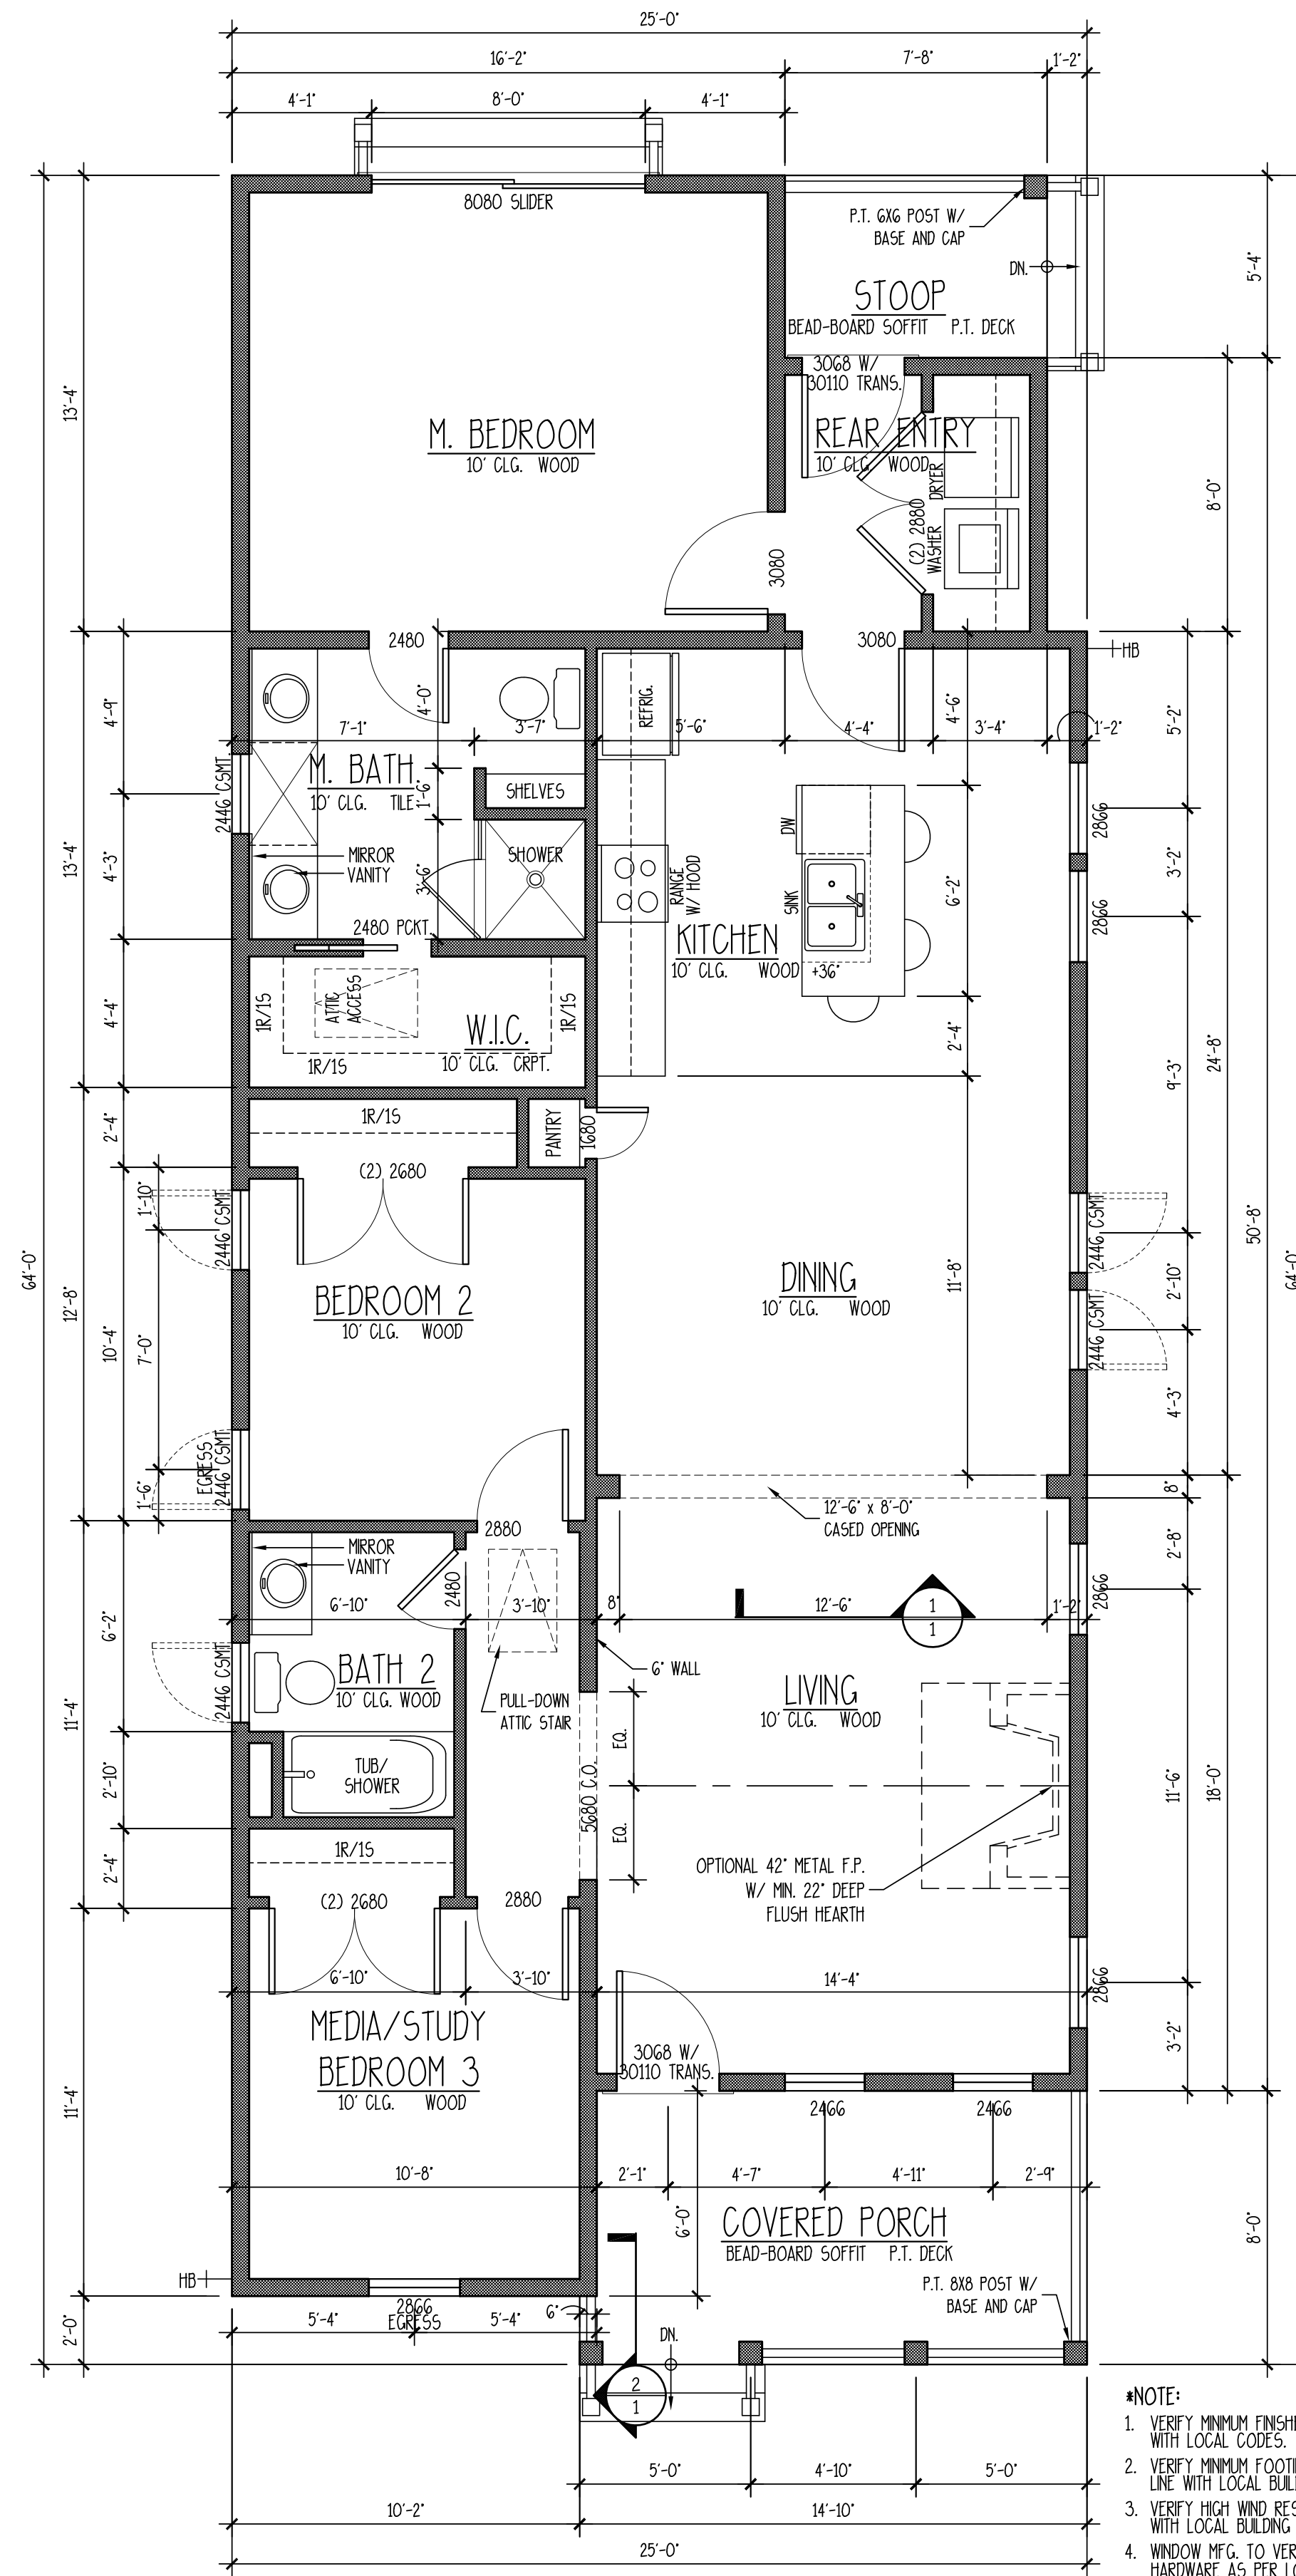 25'-0"
16'-2"
7'-8"
1'-2"
4'-1"
8'-0"
4'-1"
8080 SLIDER
P.T. 6X6 POST W/
BASE AND CAP
DN.
5'-4"
STOOP
BEAD-BOARD SOFFIT P.T. DECK
3068 W/
30110 TRANS.
13'-4"
M. BEDROOM
10' CLG. WOOD
REAR ENTRY
10' CLG. WOOD
DRYER
(2) 2880
WASHER
8'-0"
3080
2480
3080
HB
4'-9"
4'-0"
REFRIG.
4'-6"
5'-2"
7'-1"
3'-7"
5'-6"
4'-4"
3'-4"
1'-2"
M. BATH.
10' CLG. TILE
1'-6"
SHELVES
2446 CSMT
DW
2866
13'-4"
4'-3"
MIRROR
VANITY
3'-6"
SHOWER
RANGE
W/ HOOD
SINK
6'-2"
3'-2"
2866
2480 PCKT.
KITCHEN
10' CLG. WOOD +36"
4'-4"
1R/1S
ATTIC
ACCESS
W.I.C.
10' CLG. CRPT.
1R/1S
1R/1S
2'-4"
9'-3"
24'-8"
2'-4"
1R/1S
PANTRY
1680
(2) 2680
1'-10"
2446 CSMT
64'-0"
12'-8"
10'-4"
7'-0"
BEDROOM 2
10' CLG. WOOD
DINING
10' CLG. WOOD
11'-8"
2446 CSMT
2'-10"
2446 CSMT
50'-8"
64'-0"
4'-3"
EGRESS
2446 CSMT
1'-6"
12'-6" x 8'-0"
CASED OPENING
8"
2880
MIRROR
VANITY
2480
2'-8"
2866
6'-2"
6'-10"
3'-10"
8"
12'-6"
1
1
1'-2"
2446 CSMT
BATH 2
10' CLG. WOOD
6" WALL
PULL-DOWN
ATTIC STAIR
LIVING
10' CLG. WOOD
11'-4"
EQ.
2'-10"
TUB/
SHOWER
5680 C.O.
EQ.
11'-6"
18'-0"
2'-4"
1R/1S
OPTIONAL 42" METAL F.P.
W/ MIN. 22" DEEP
FLUSH HEARTH
(2) 2680
2880
6'-10"
3'-10"
14'-4"
2866
MEDIA/STUDY
BEDROOM 3
10' CLG. WOOD
3068 W/
30110 TRANS.
3'-2"
11'-4"
2466
2466
10'-8"
2'-1"
4'-7"
4'-11"
2'-9"
6'-0"
COVERED PORCH
BEAD-BOARD SOFFIT P.T. DECK
8'-0"
HB
P.T. 8X8 POST W/
BASE AND CAP
2866
EGRESS
5'-4"
5'-4"
6"
2'-0"
DN.
2
1
*NOTE:
1. VERIFY MINIMUM
WITH LOCAL CODES.
2. VERIFY MINIMUM
LINE WITH LOCAL
3. VERIFY HIGH WIND
WITH LOCAL BUILDING
4. WINDOW MFG. TO
HARDWARE AS PER
5'-0"
4'-10"
5'-0"
10'-2"
14'-10"
25'-0"